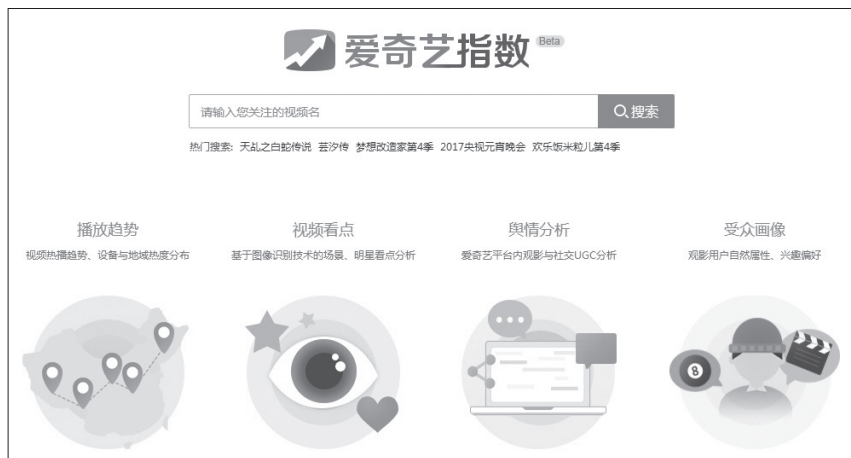 爱奇艺指数 Beta
请输入您关注的视频名 搜索
热门搜索: 天乩之白蛇传说 芸汐传 梦想改造家第4季 2017央视元宵晚会 欢乐饭米粒儿第4季
播放趋势 视频看点 舆情分析 受众画像
视频热播趋势、设备与地域热度分布 基于图像识别技术的场景、明星看点分析 爱奇艺平台内观影与社交UGC分析 观影用户自然属性、兴趣偏好
8